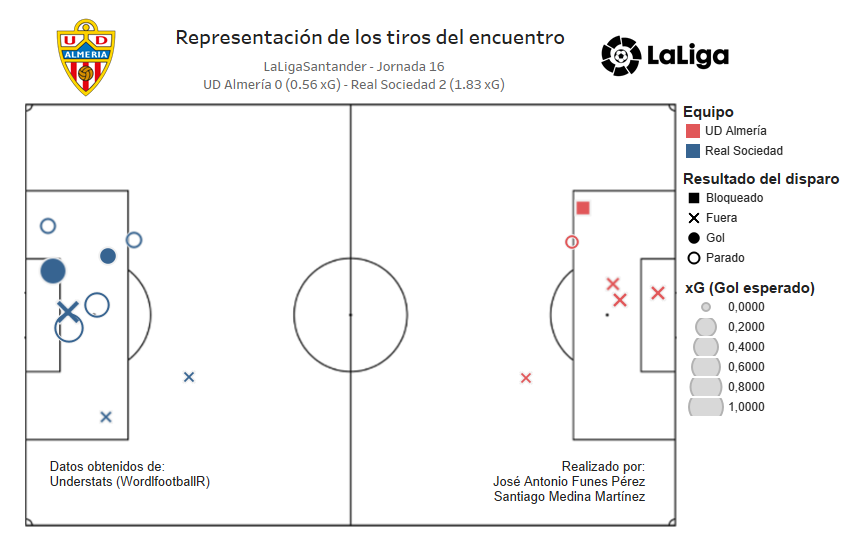 Representación de los tiros del encuentro
LaLigaSantander - Jornada 16
UD Almería 0 (0.56 xG) - Real Sociedad 2 (1.83 xG)
U D
ALMERIA
LaLiga
Equipo
UD Almería
Real Sociedad
Resultado del disparo
Bloqueado
Fuera
Gol
Parado
xG (Gol esperado)
0,0000
0,2000
0,4000
0,6000
0,8000
1,0000
Datos obtenidos de:
Understats (WordlfootballR)
Realizado por:
José Antonio Funes Pérez
Santiago Medina Martínez